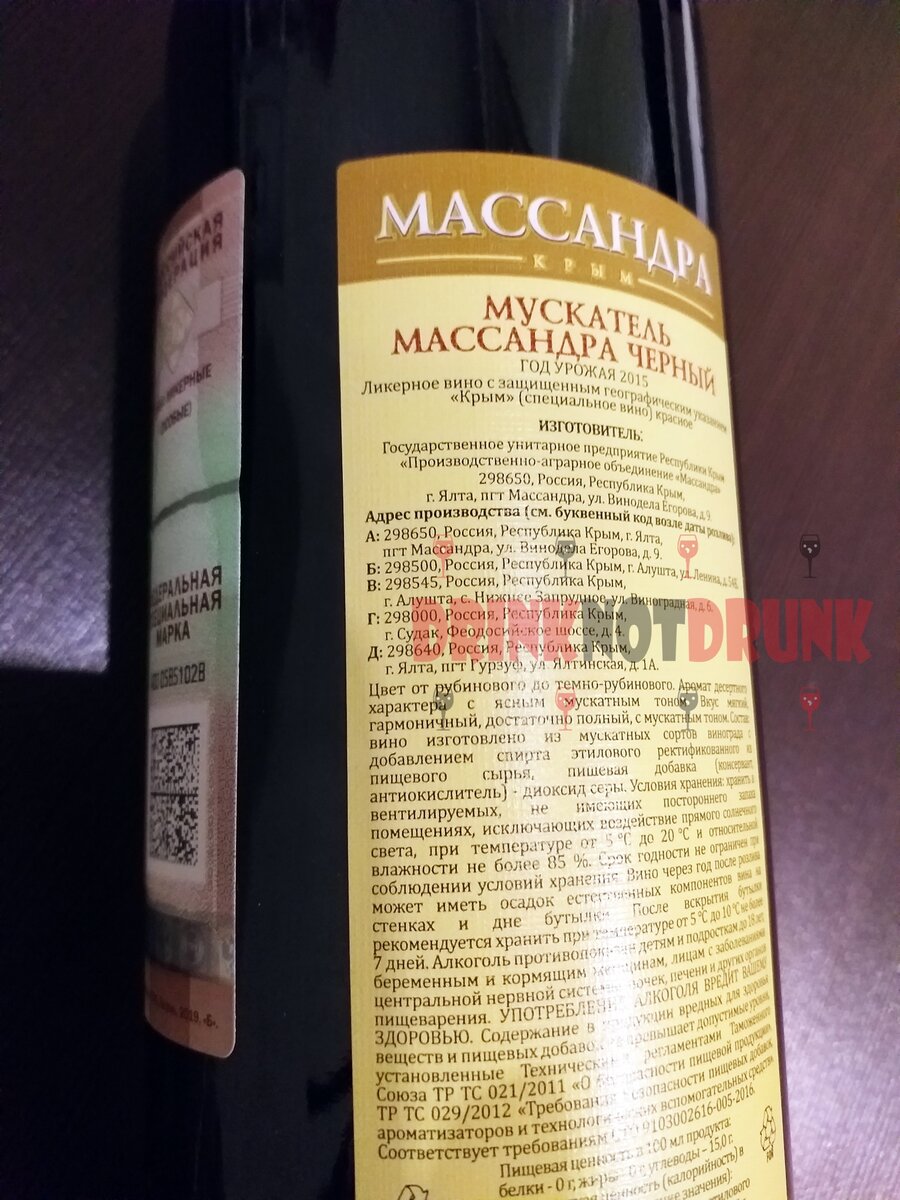 МАССАНДРА
КРЫМ
МУСКАТЕЛЬ
МАССАНДРА ЧЕРНЫЙ
ГОД УРОЖАЯ 2015
Ликерное вино с защищенным географическим указанием
«Крым» (специальное вино) красное
ИЗГОТОВИТЕЛЬ:
Государственное унитарное предприятие Республики Крым
«Производственно-аграрное объединение «Массандра»
298650, Россия, Республика Крым,
г. Ялта, пгт Массандра, ул. Винодела Егорова, д.9
Адрес производства (см. буквенный код возле даты розлива):
А: 298650, Россия, Республика Крым, г. Ялта,
пгт Массандра, ул. Винодела Егорова, д. 9.
Б: 298500, Россия, Республика Крым, г. Алушта, ул. Ленина, д.
В: 298545, Россия, Республика Крым,
г. Алушта, с. Нижнее Запрудное, ул. Виноградная, д. 6.
Г: 298000, Россия, Республика Крым,
г. Судак, Феодосийское шоссе, д. 4.
Д: 298640, Россия, Республика Крым,
г. Ялта, пгт Гурзуф, ул. Ялтинская, д. 1А.
Цвет от рубинового до темно-рубинового. Аромат десертного
характера с ясным мускатным тоном. Вкус мягкий,
гармоничный, достаточно полный, с мускатным тоном. Состав:
вино изготовлено из мускатных сортов винограда с
добавлением спирта этилового ректификованного из
пищевого сырья, пищевая добавка (консервант,
антиокислитель) - диоксид серы. Условия хранения: хранить в
вентилируемых, не имеющих постороннего запаха
помещениях, исключающих воздействие прямого солнечного
света, при температуре от 5 °C до 20 °C и относительной
влажности не более 85 %. Срок годности не ограничен при
соблюдении условий хранения. Вино через год после розлива
может иметь осадок естественных компонентов вина на
стенках и дне бутылки. После вскрытия бутылки
рекомендуется хранить при температуре от 5 °C до 10 °C не более
7 дней. Алкоголь противопоказан детям и подросткам до 18 лет,
беременным и кормящим женщинам, лицам с заболеваниями
центральной нервной системы, почек, печени и других органов
пищеварения. УПОТРЕБЛЕНИЕ АЛКОГОЛЯ ВРЕДИТ ВАШЕМУ
ЗДОРОВЬЮ. Содержание в продукции вредных для здоровья
веществ и пищевых добавок не превышает допустимые уровни,
установленные Техническими регламентами Таможенного
Союза ТР ТС 021/2011 «О безопасности пищевой продукции»,
ТР ТС 029/2012 «Требования безопасности пищевых добавок,
ароматизаторов и технологических вспомогательных средств».
Соответствует требованиям СТО 9103002616-005-2016.
Пищевая ценность в 100 мл продукта:
белки - 0 г, жиры - 0 г, углеводы - 15,0 г.
ценность (калорийность) в
значения):
этилового
DRINKNOTDRUNK
ЛИКЕРНЫЕ
МАРКА
2019, «Б».